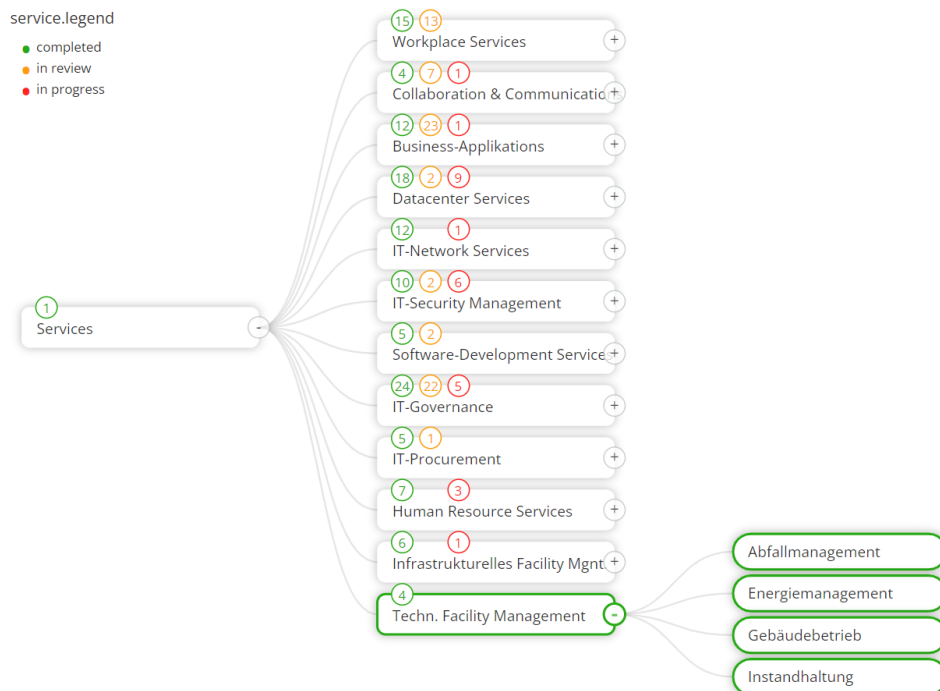 service.legend
completed
in review
in progress
1
Services
-
15 13
Workplace Services +
4 7 1
Collaboration & Communication +
12 23 1
Business-Applikations +
18 2 9
Datacenter Services +
12 1
IT-Network Services +
10 2 6
IT-Security Management +
5 2
Software-Development Service +
24 22 5
IT-Governance +
5 1
IT-Procurement +
7 3
Human Resource Services +
6 1
Infrastrukturelles Facility Mgnt +
4
Techn. Facility Management -
Abfallmanagement
Energiemanagement
Gebäudebetrieb
Instandhaltung